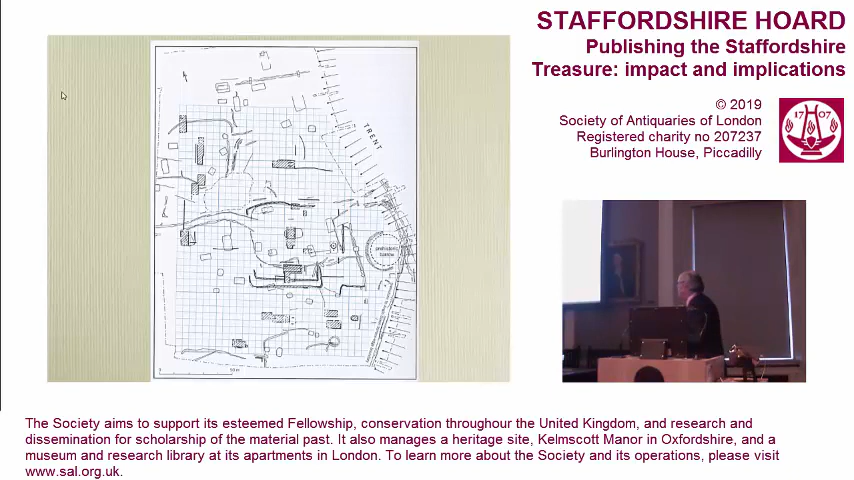 STAFFORDSHIRE HOARD
Publishing the Staffordshire
Treasure: impact and implications
© 2019
Society of Antiquaries of London
Registered charity no 207237
Burlington House, Piccadilly
17 07
TRENT
prehistoric
barrow
The Society aims to support its esteemed Fellowship, conservation throughour the United Kingdom, and research and
dissemination for scholarship of the material past. It also manages a heritage site, Kelmscott Manor in Oxfordshire, and a
museum and research library at its apartments in London. To learn more about the Society and its operations, please visit
www.sal.org.uk.